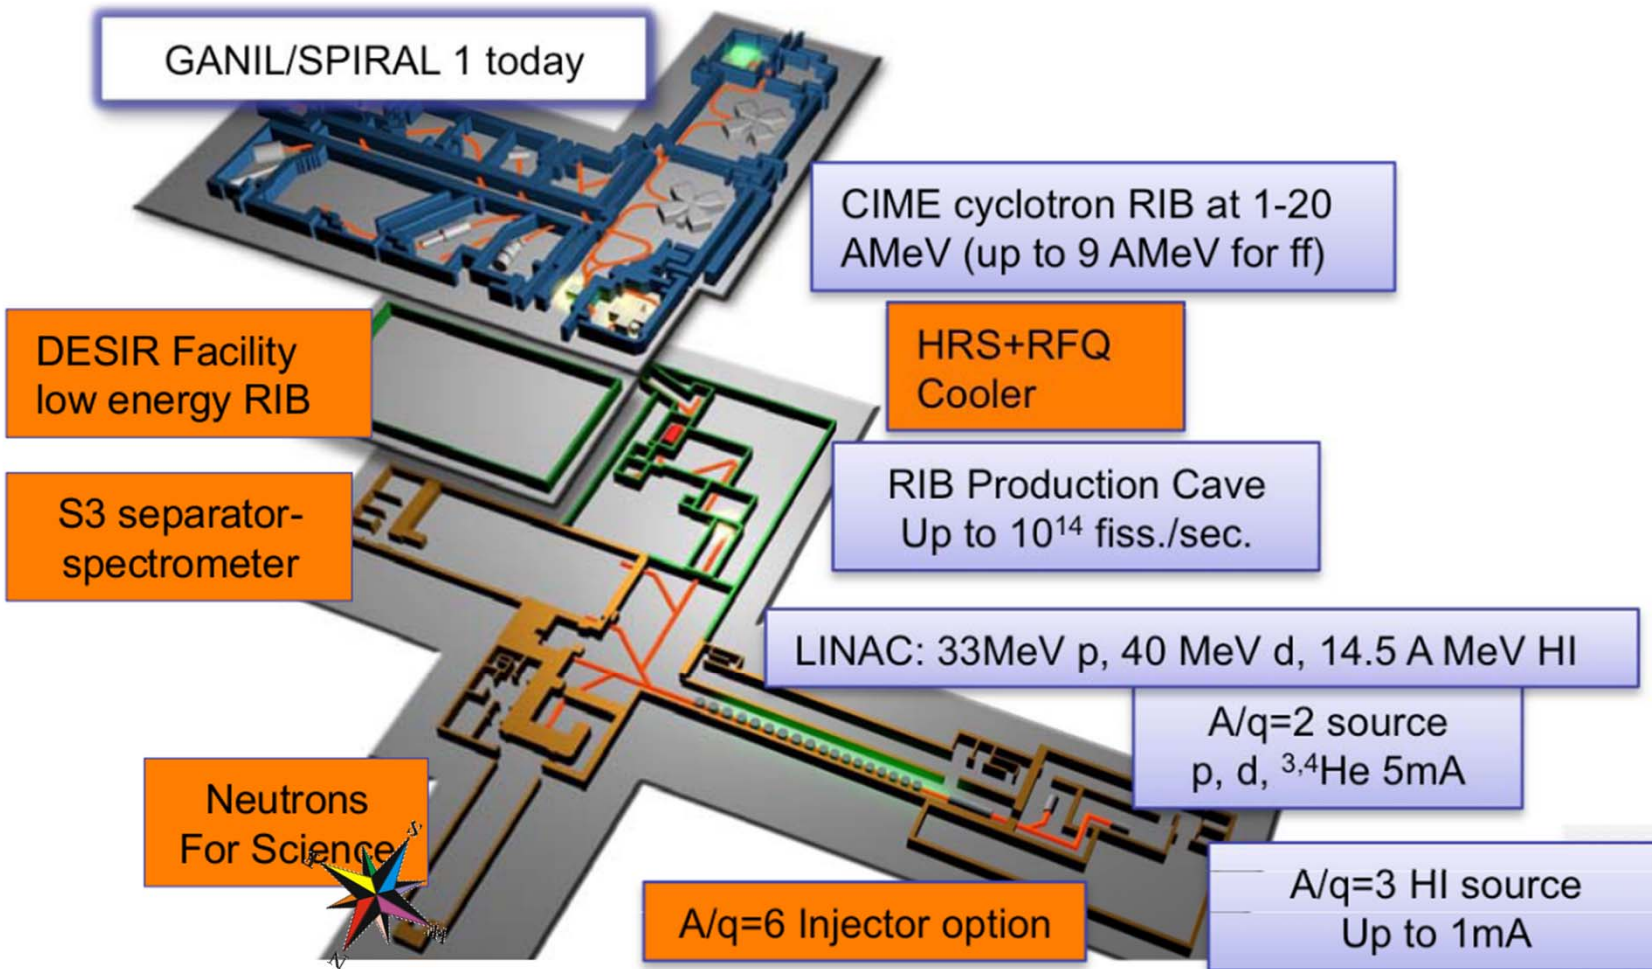 GANIL/SPIRAL 1 today
CIME cyclotron RIB at 1-20
AMeV (up to 9 AMeV for ff)
DESIR Facility
low energy RIB
HRS+RFQ
Cooler
S3 separator-
spectrometer
RIB Production Cave
Up to 10¹⁴ fiss./sec.
LINAC: 33MeV p, 40 MeV d, 14.5 A MeV HI
A/q=2 source
p, d, ³,⁴He 5mA
Neutrons
For Science
S
N
A/q=6 Injector option
A/q=3 HI source
Up to 1mA